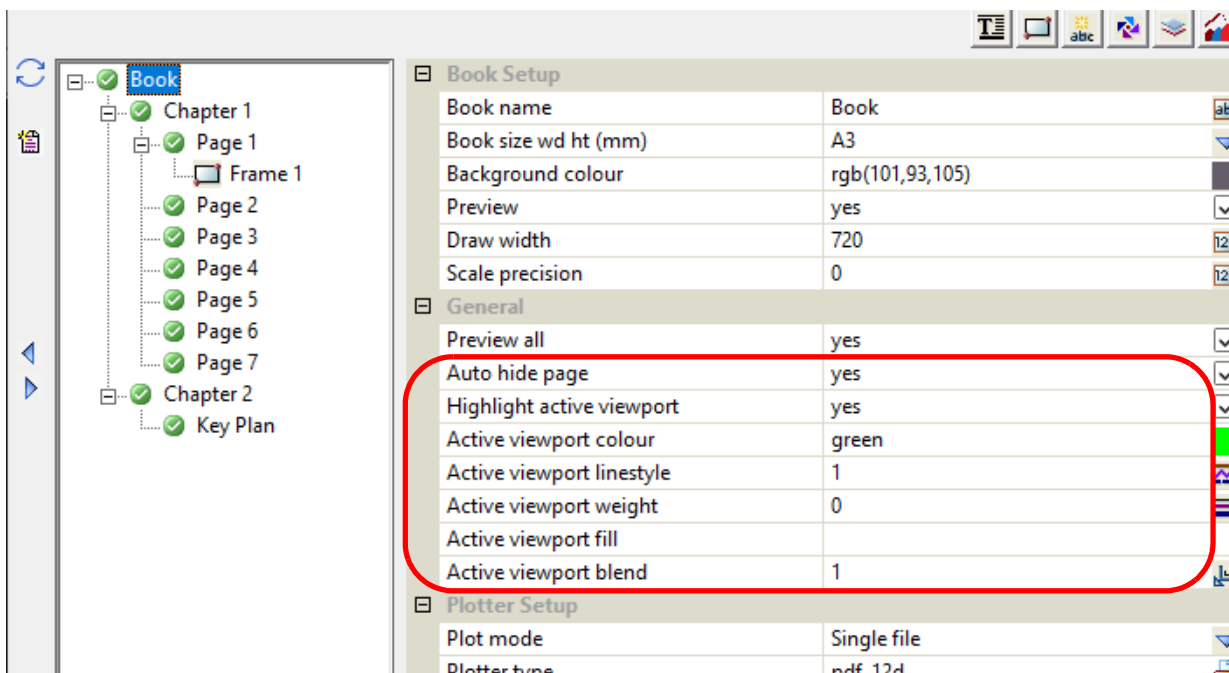 abc
Book
Chapter 1
Page 1
Frame 1
Page 2
Page 3
Page 4
Page 5
Page 6
Page 7
Chapter 2
Key Plan
Book Setup
Book name Book
Book size wd ht (mm) A3
Background colour rgb(101,93,105)
Preview yes
Draw width 720
Scale precision 0
General
Preview all yes
Auto hide page yes
Highlight active viewport yes
Active viewport colour green
Active viewport linestyle 1
Active viewport weight 0
Active viewport fill
Active viewport blend 1
Plotter Setup
Plot mode Single file
Plotter type pdf_12d